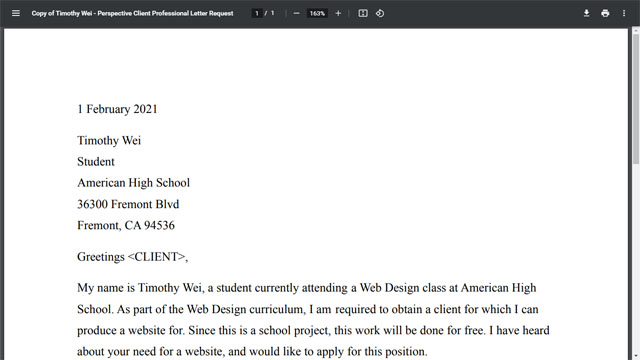 Copy of Timothy Wei - Perspective Client Professional Letter Request 1 / 1 163%
1 February 2021
Timothy Wei
Student
American High School
36300 Fremont Blvd
Fremont, CA 94536
Greetings <CLIENT>,
My name is Timothy Wei, a student currently attending a Web Design class at American High
School. As part of the Web Design curriculum, I am required to obtain a client for which I can
produce a website for. Since this is a school project, this work will be done for free. I have heard
about your need for a website, and would like to apply for this position.